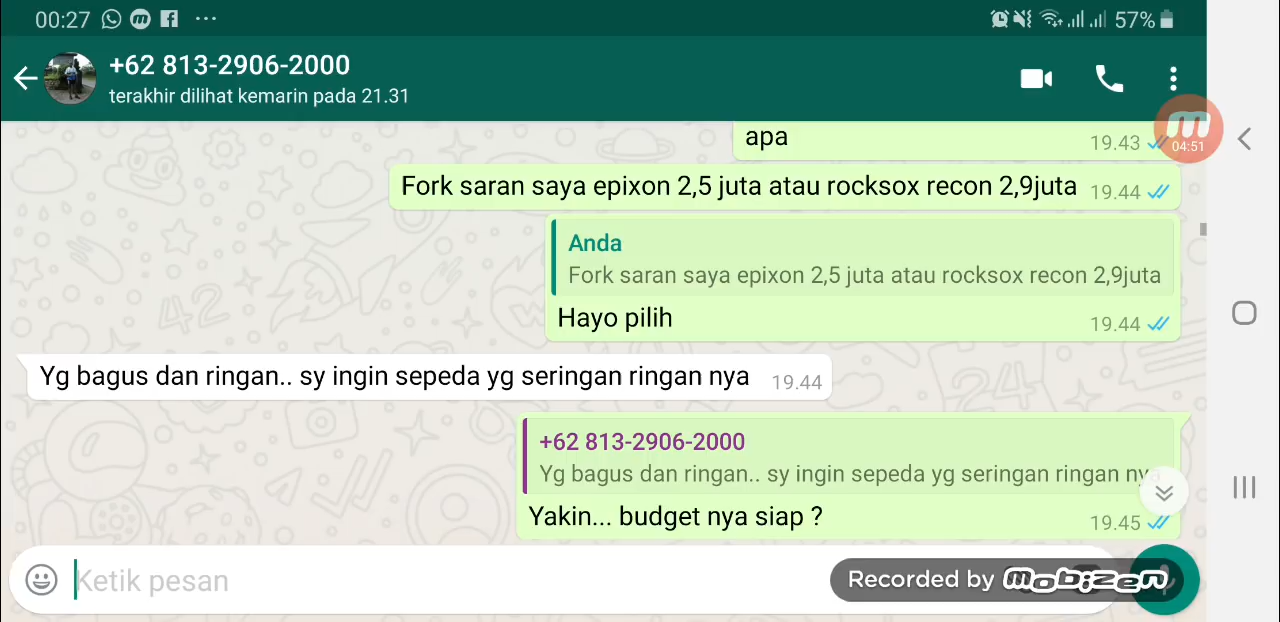 00:27 57%
+62 813-2906-2000
terakhir dilihat kemarin pada 21.31
04:51
apa 19.43
Fork saran saya epixon 2,5 juta atau rocksox recon 2,9juta 19.44
Anda
Fork saran saya epixon 2,5 juta atau rocksox recon 2,9juta
Hayo pilih 19.44
Yg bagus dan ringan.. sy ingin sepeda yg seringan ringan nya 19.44
+62 813-2906-2000
Yg bagus dan ringan.. sy ingin sepeda yg seringan ringan nya
Yakin... budget nya siap ? 19.45
Ketik pesan
Recorded by mobizen